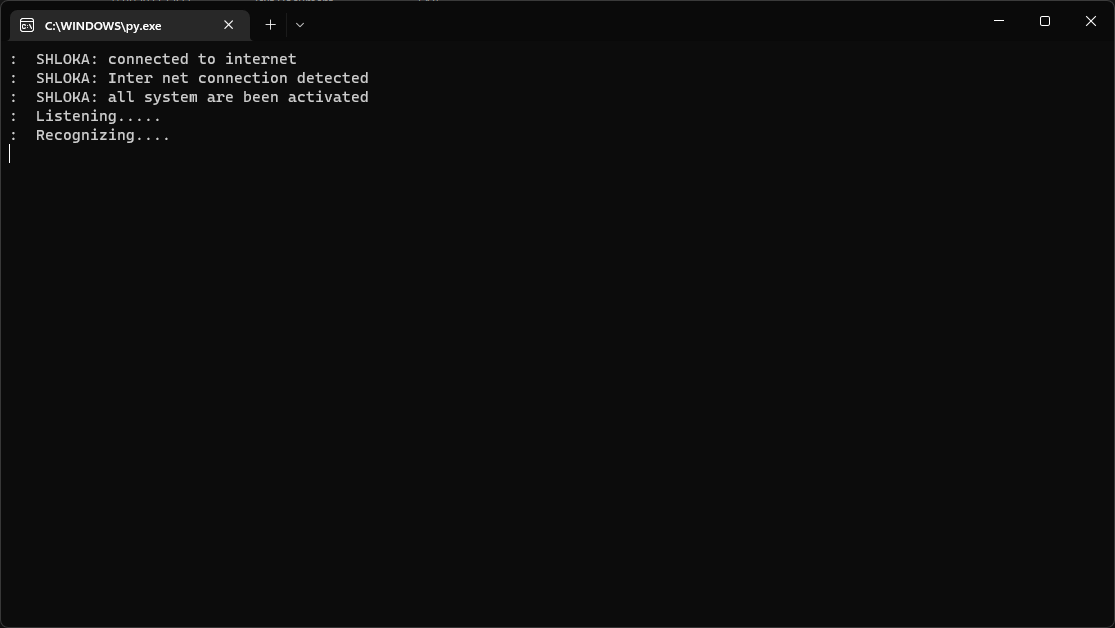 C:\WINDOWS\py.exe
: SHLOKA: connected to internet
: SHLOKA: Inter net connection detected
: SHLOKA: all system are been activated
: Listening.....
: Recognizing....